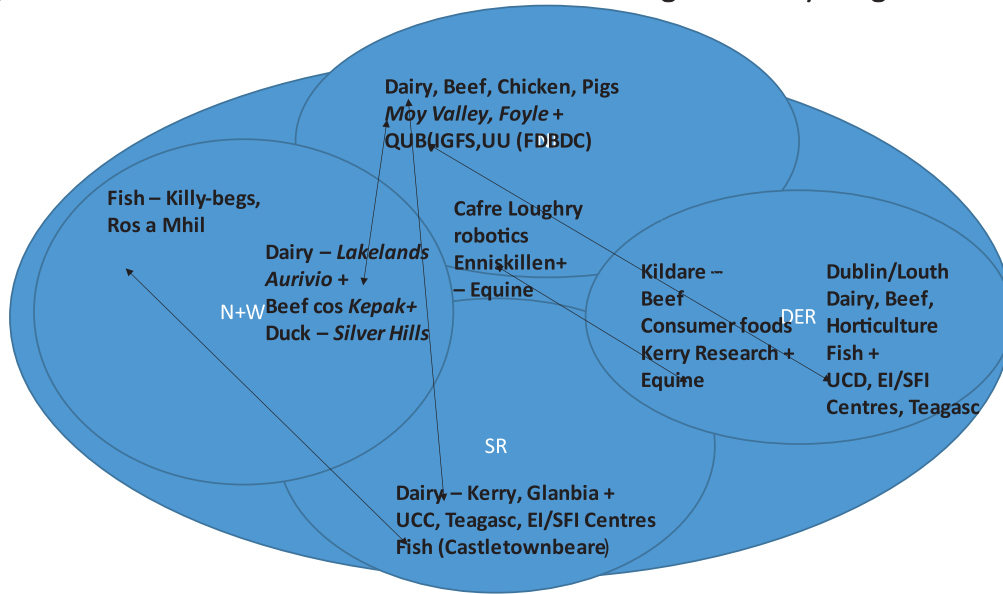 Dairy, Beef, Chicken, Pigs
Moy Valley, Foyle +
QUB(IGFS,UU (FDBDC)
Fish – Killy-begs,
Ros a Mhil
Cafre Loughry
robotics
Enniskillen+
– Equine
Dairy – Lakelands
Aurivio +
Beef cos Kepak+
Duck – Silver Hills
N+W
Kildare –
Beef
Consumer foods
Kerry Research +
Equine
Dublin/Louth
Dairy, Beef,
Horticulture
Fish +
UCD, EI/SFI
Centres, Teagasc
DER
SR
Dairy – Kerry, Glanbia +
UCC, Teagasc, EI/SFI Centres
Fish (Castletownbeare)